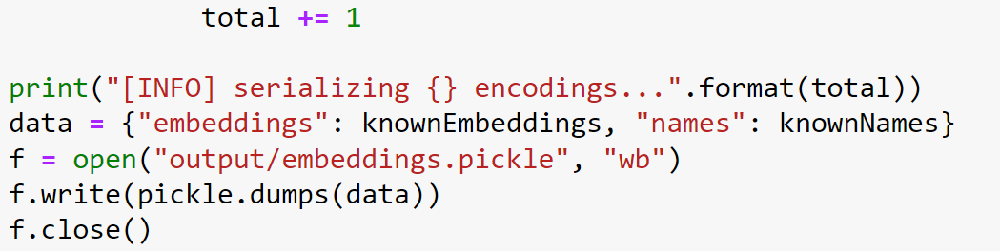 total += 1
print("[INFO] serializing {} encodings...".format(total))
data = {"embeddings": knownEmbeddings, "names": knownNames}
f = open("output/embeddings.pickle", "wb")
f.write(pickle.dumps(data))
f.close()